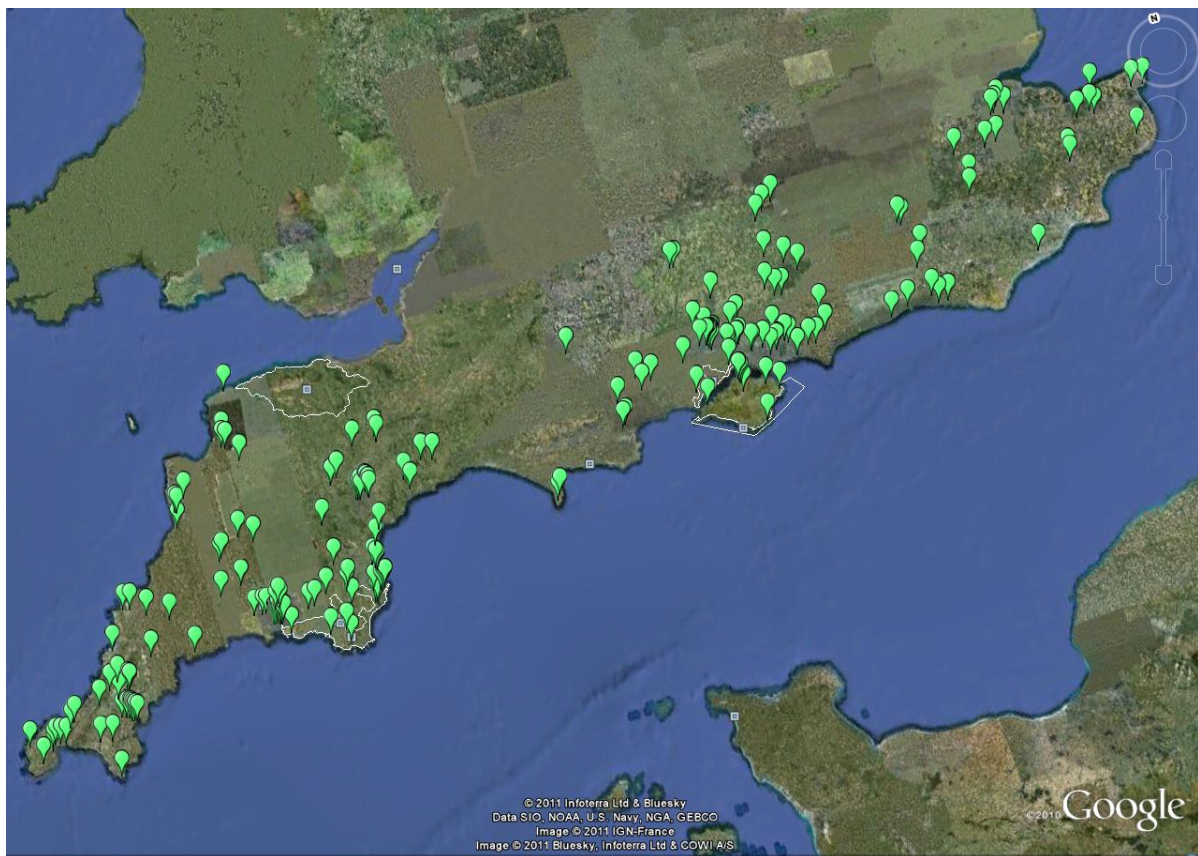 N
© 2011 Infoterra Ltd & Bluesky
Data SIO, NOAA, U.S. Navy, NGA, GEBCO
Image © 2011 IGN-France
Image © 2011 Bluesky, Infoterra Ltd & COWI A/S
©2010 Google